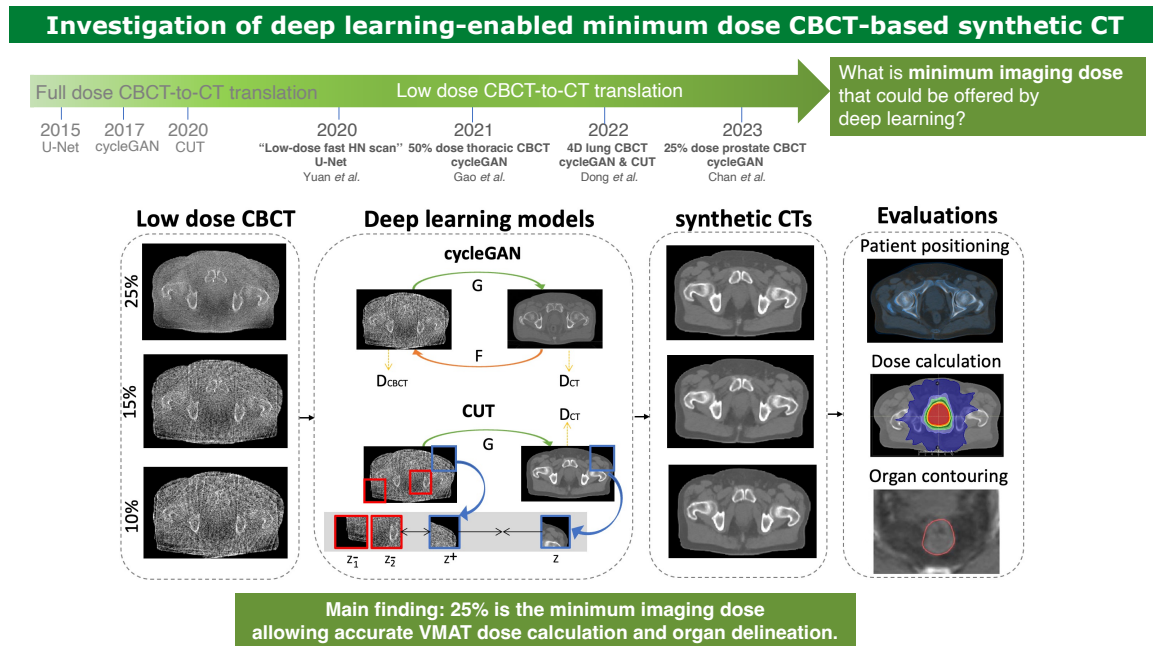 Investigation of deep learning-enabled minimum dose CBCT-based synthetic CT
Full dose CBCT-to-CT translation
Low dose CBCT-to-CT translation
What is minimum imaging dose
that could be offered by
deep learning?
2015
U-Net
2017
cycleGAN
2020
CUT
2020
“Low-dose fast HN scan”
U-Net
Yuan et al.
2021
50% dose thoracic CBCT
cycleGAN
Gao et al.
2022
4D lung CBCT
cycleGAN & CUT
Dong et al.
2023
25% dose prostate CBCT
cycleGAN
Chan et al.
Low dose CBCT
25%
15%
10%
Deep learning models
cycleGAN
G
F
DCBCT
DCT
CUT
DCT
G
z1-
z2-
z+
z
synthetic CTs
Evaluations
Patient positioning
Dose calculation
Organ contouring
Main finding: 25% is the minimum imaging dose
allowing accurate VMAT dose calculation and organ delineation.